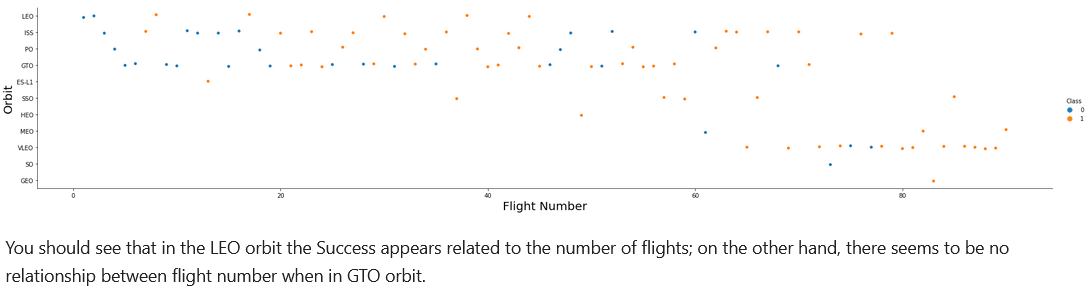 LEO
ISS
PO
GTO
ES-L1
SSO
HEO
MEO
VLEO
SO
GEO
Orbit
0 20 40 60 80
Flight Number
Class
0
1
You should see that in the LEO orbit the Success appears related to the number of flights; on the other hand, there seems to be no
relationship between flight number when in GTO orbit.